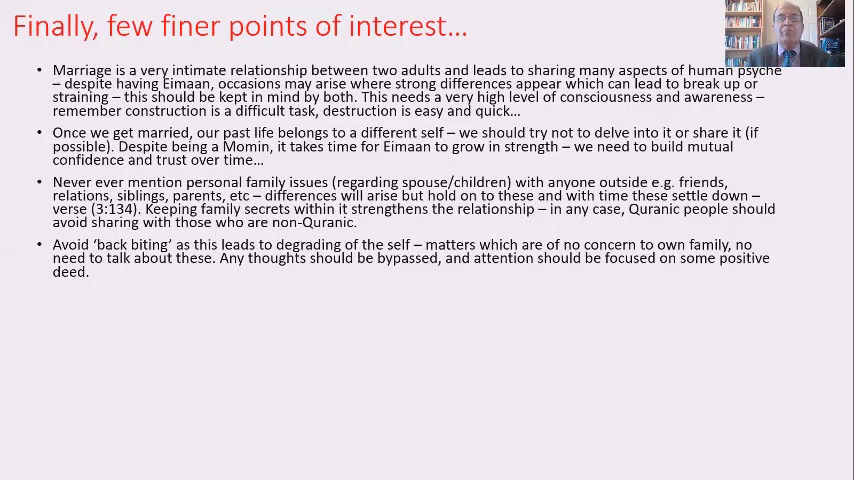 Finally, few finer points of interest...
• Marriage is a very intimate relationship between two adults and leads to sharing many aspects of human psyche
– despite having Eimaan, occasions may arise where strong differences appear which can lead to break up or
straining – this should be kept in mind by both. This needs a very high level of consciousness and awareness –
remember construction is a difficult task, destruction is easy and quick...
• Once we get married, our past life belongs to a different self – we should try not to delve into it or share it (if
possible). Despite being a Momin, it takes time for Eimaan to grow in strength – we need to build mutual
confidence and trust over time...
• Never ever mention personal family issues (regarding spouse/children) with anyone outside e.g. friends,
relations, siblings, parents, etc – differences will arise but hold on to these and with time these settle down –
verse (3:134). Keeping family secrets within it strengthens the relationship – in any case, Quranic people should
avoid sharing with those who are non-Quranic.
• Avoid ‘back biting’ as this leads to degrading of the self – matters which are of no concern to own family, no
need to talk about these. Any thoughts should be bypassed, and attention should be focused on some positive
deed.